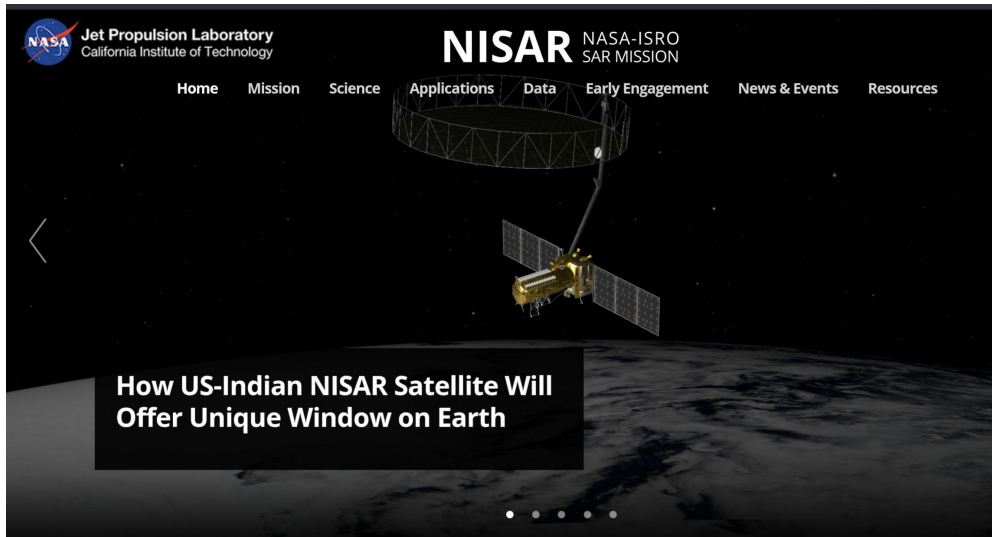 NASA
Jet Propulsion Laboratory
California Institute of Technology
NISAR NASA-ISRO
SAR MISSION
Home Mission Science Applications Data Early Engagement News & Events Resources
How US-Indian NISAR Satellite Will
Offer Unique Window on Earth